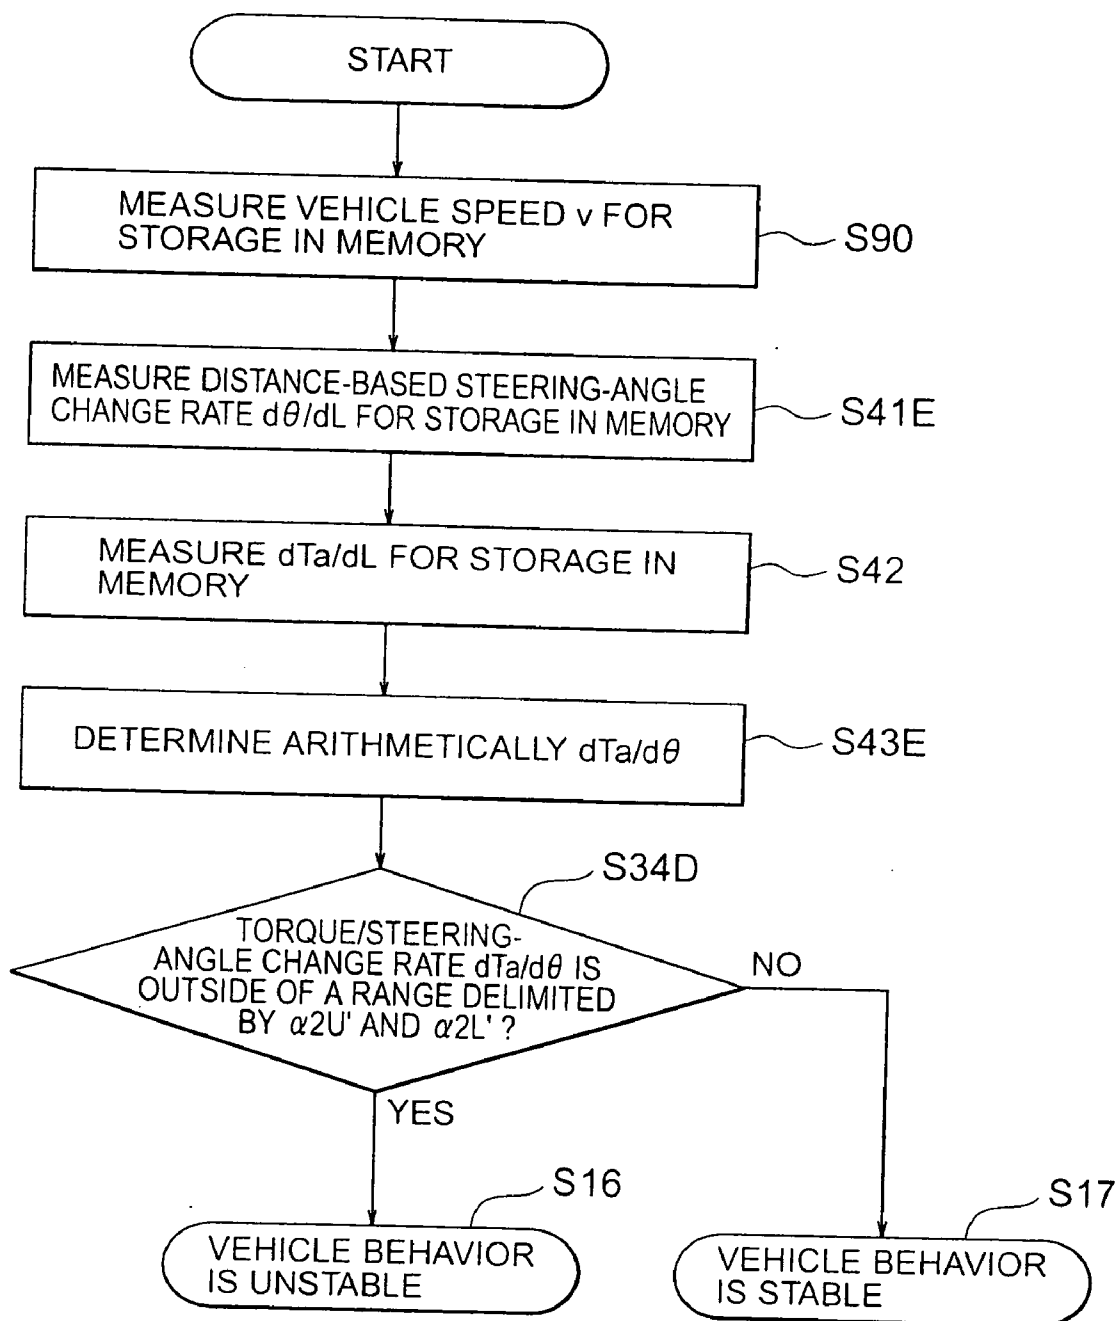 START
MEASURE VEHICLE SPEED v FOR
STORAGE IN MEMORY
S90
MEASURE DISTANCE-BASED STEERING-ANGLE
CHANGE RATE dθ/dL FOR STORAGE IN MEMORY
S41E
MEASURE dTa/dL FOR STORAGE IN
MEMORY
S42
DETERMINE ARITHMETICALLY dTa/dθ
S43E
S34D
TORQUE/STEERING-
ANGLE CHANGE RATE dTa/dθ IS
OUTSIDE OF A RANGE DELIMITED
BY α2U' AND α2L' ?
NO
YES
S16
VEHICLE BEHAVIOR
IS UNSTABLE
S17
VEHICLE BEHAVIOR
IS STABLE